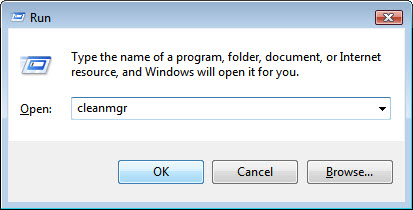 Run
Type the name of a program, folder, document, or Internet
resource, and Windows will open it for you.
Open: cleanmgr
OK Cancel Browse...